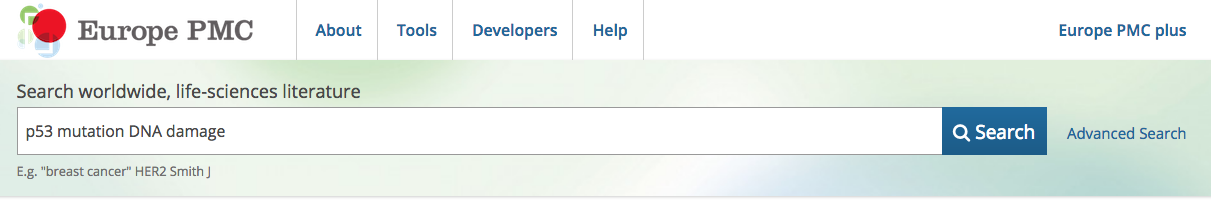 Europe PMC About Tools Developers Help Europe PMC plus
Search worldwide, life-sciences literature
p53 mutation DNA damage Search Advanced Search
E.g. "breast cancer" HER2 Smith J